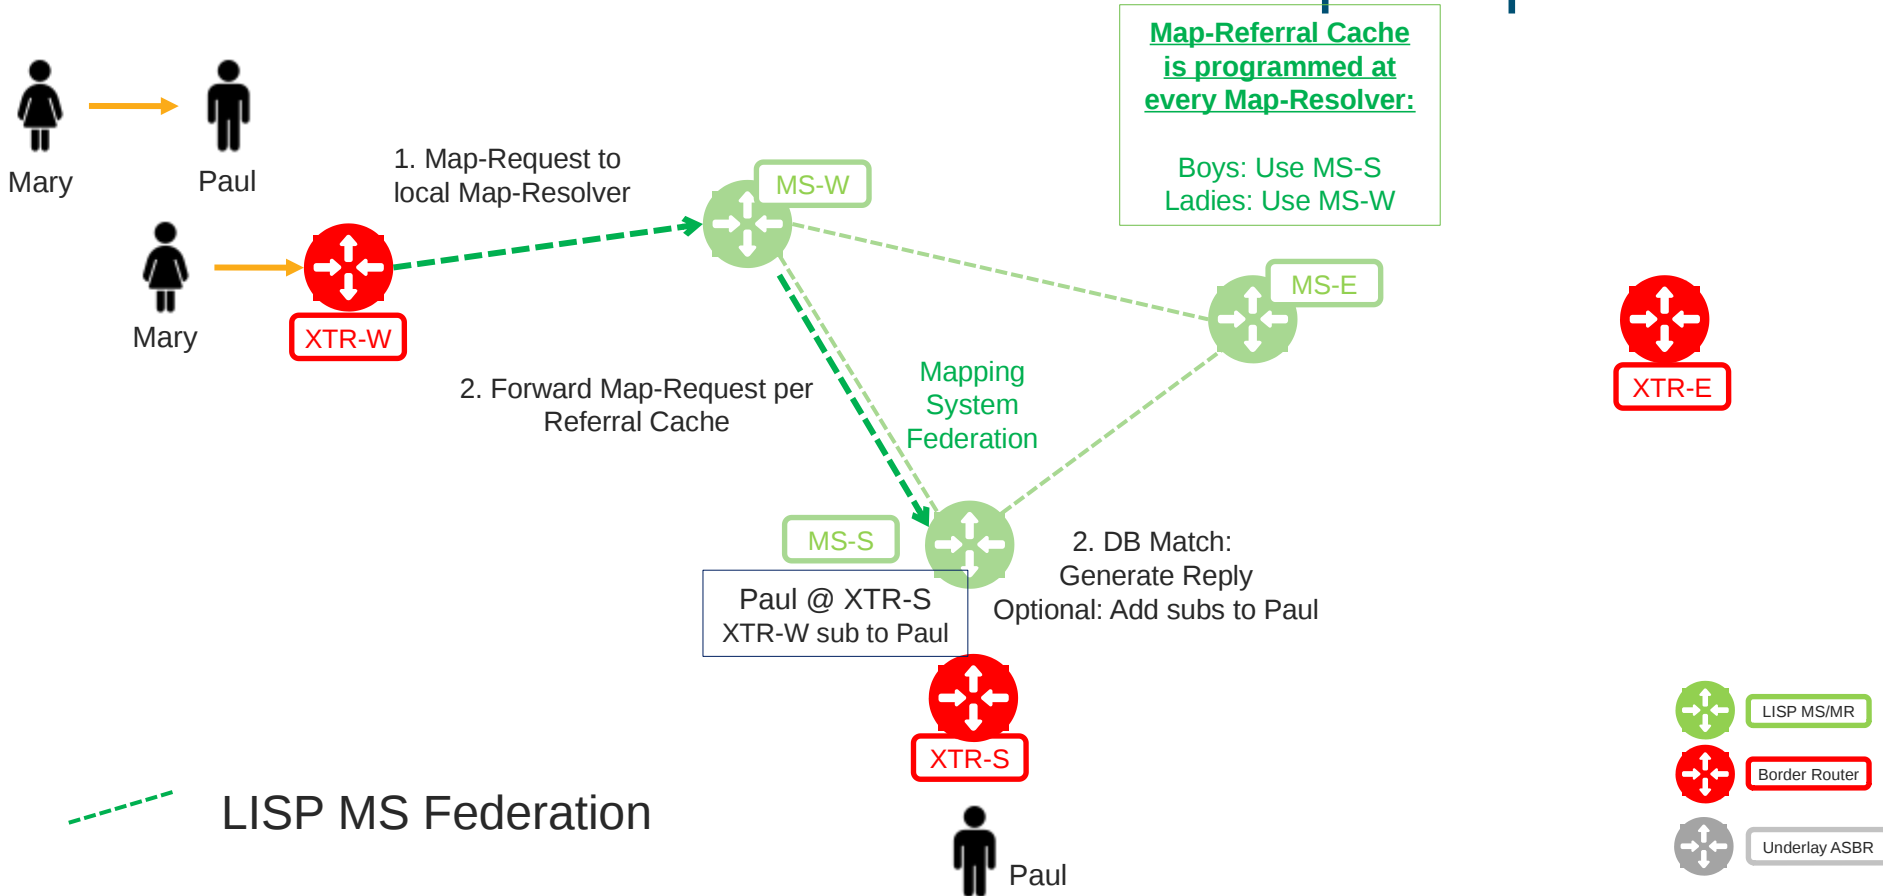 Map-Referral Cache
is programmed at
every Map-Resolver:
Boys: Use MS-S
Ladies: Use MS-W
Mary
Paul
1. Map-Request to
local Map-Resolver
MS-W
MS-E
Mary
XTR-W
XTR-E
2. Forward Map-Request per
Referral Cache
Mapping
System
Federation
MS-S
2. DB Match:
Generate Reply
Optional: Add subs to Paul
Paul @ XTR-S
XTR-W sub to Paul
XTR-S
LISP MS/MR
Border Router
Underlay ASBR
LISP MS Federation
Paul